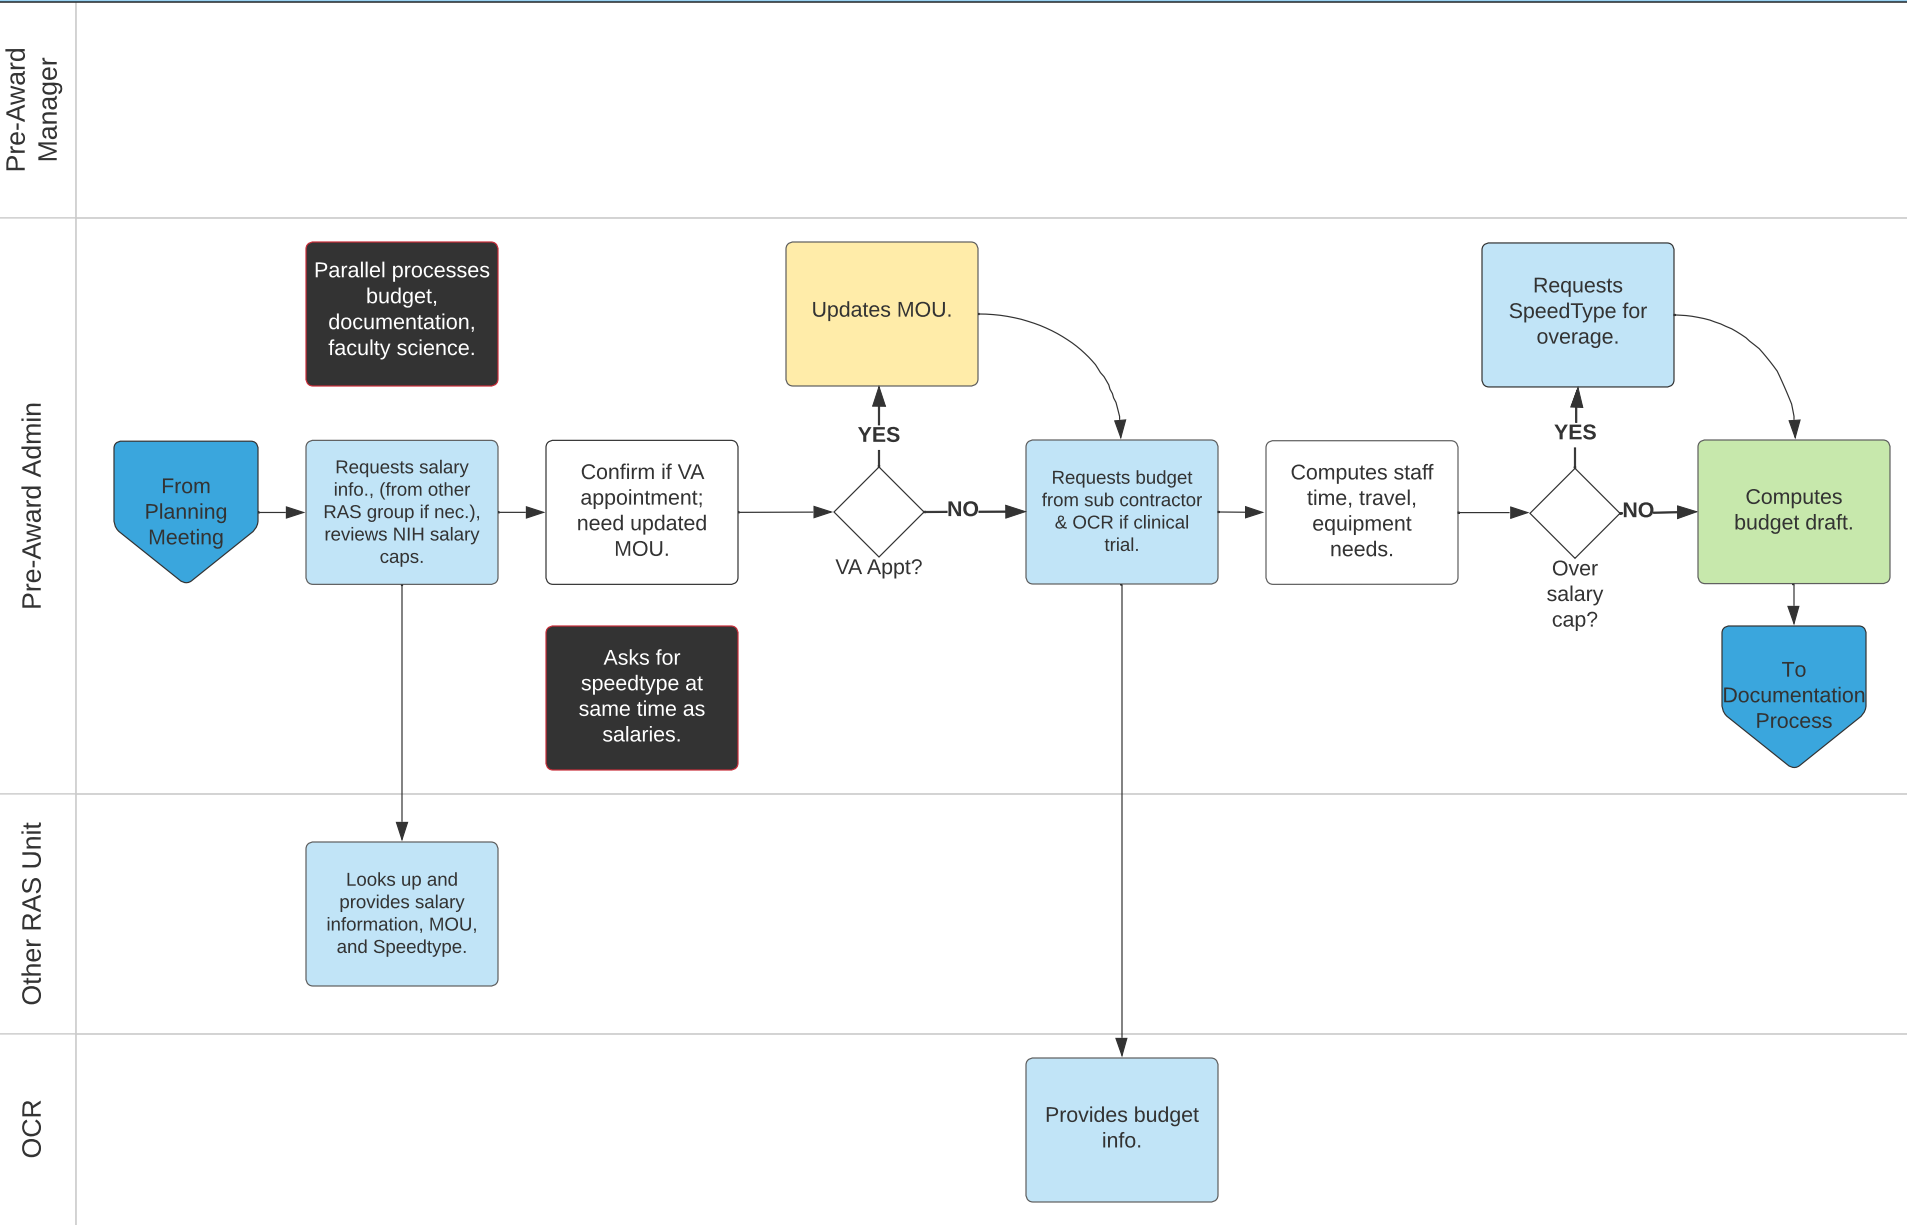 Pre-Award
Manager
Pre-Award Admin
Other RAS Unit
OCR
Parallel processes
budget,
documentation,
faculty science.
From
Planning
Meeting
Requests salary
info., (from other
RAS group if nec.),
reviews NIH salary
caps.
Confirm if VA
appointment;
need updated
MOU.
Asks for
speedtype at
same time as
salaries.
Updates MOU.
YES
NO
VA Appt?
Requests budget
from sub contractor
& OCR if clinical
trial.
Computes staff
time, travel,
equipment
needs.
Requests
SpeedType for
overage.
YES
NO
Over
salary
cap?
Computes
budget draft.
To
Documentation
Process
Looks up and
provides salary
information, MOU,
and Speedtype.
Provides budget
info.